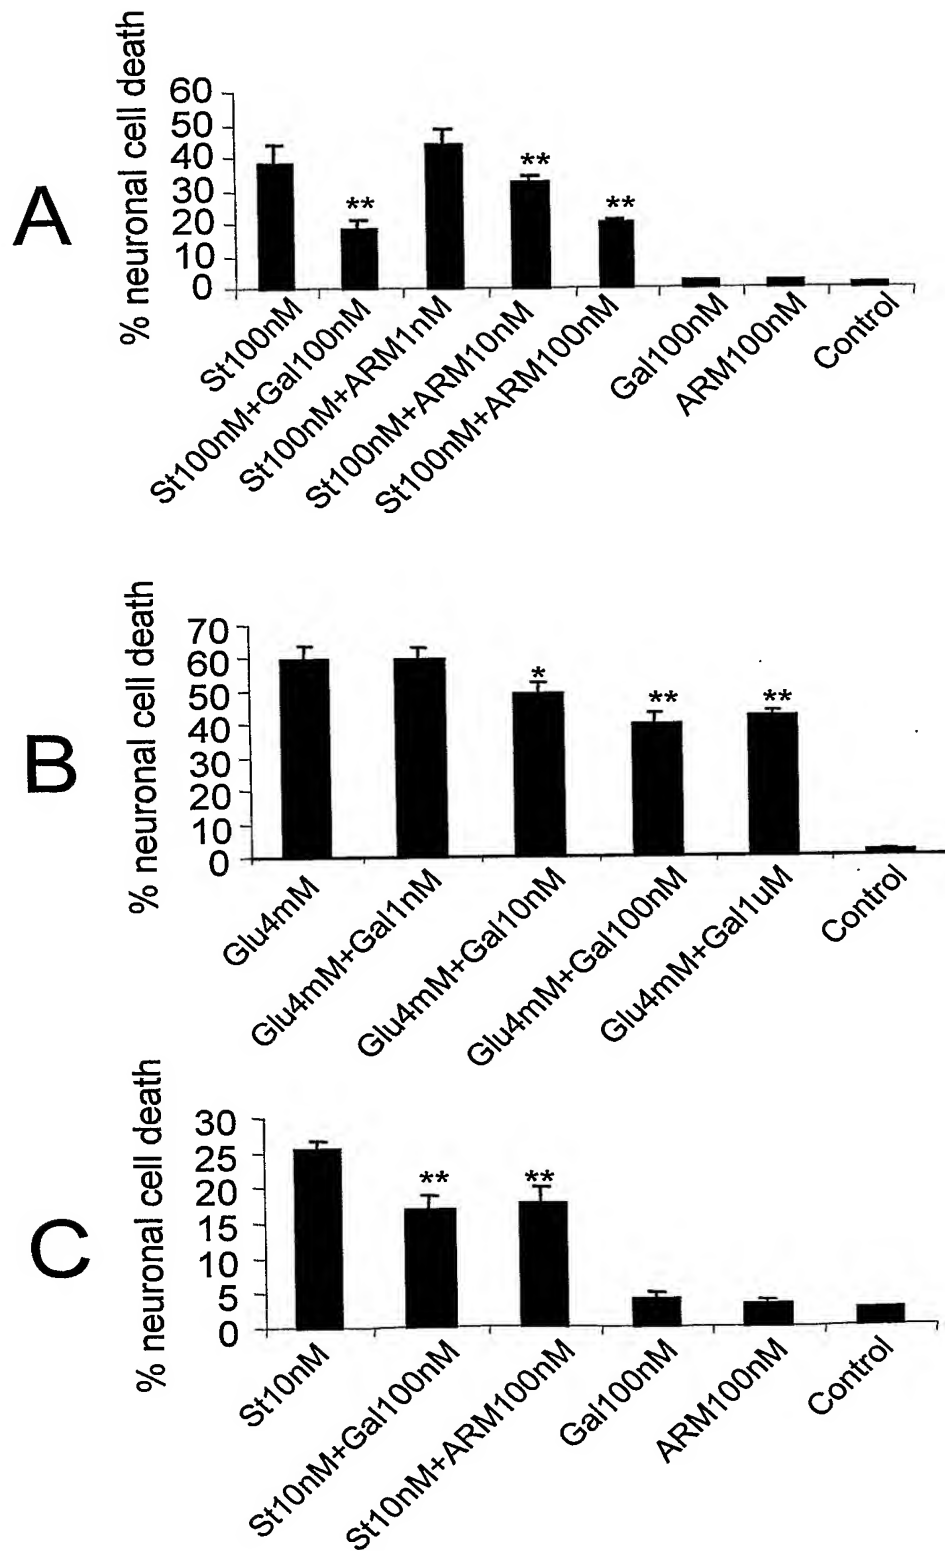 A
% neuronal cell death
60
50
40
30
20
10
0
**
**
**
St100nM
St100nM+Gal100nM
St100nM+ARM1nM
St100nM+ARM10nM
St100nM+ARM100nM
Gal100nM
ARM100nM
Control
B
% neuronal cell death
70
60
50
40
30
20
10
0
*
**
**
Glu4mM
Glu4mM+Gal1nM
Glu4mM+Gal10nM
Glu4mM+Gal100nM
Glu4mM+Gal1uM
Control
C
% neuronal cell death
30
25
20
15
10
5
0
**
**
St10nM
St10nM+Gal100nM
St10nM+ARM100nM
Gal100nM
ARM100nM
Control